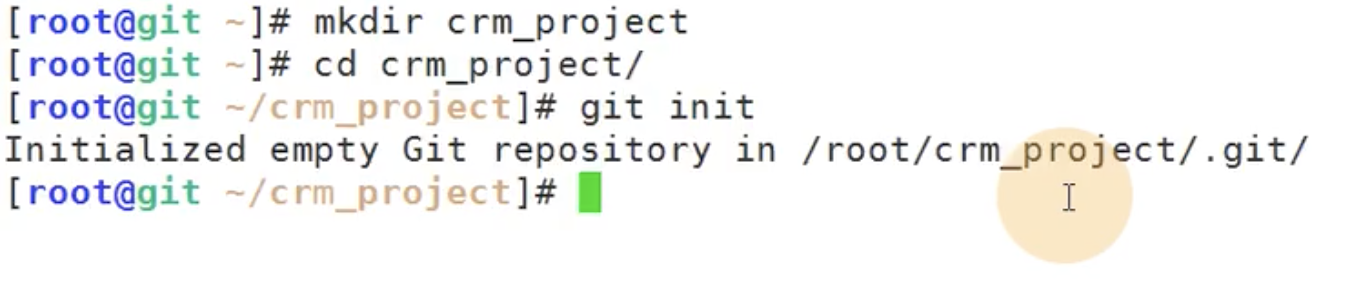 [root@git ~]# mkdir crm_project
[root@git ~]# cd crm_project/
[root@git ~/crm_project]# git init
Initialized empty Git repository in /root/crm_project/.git/
[root@git ~/crm_project]#